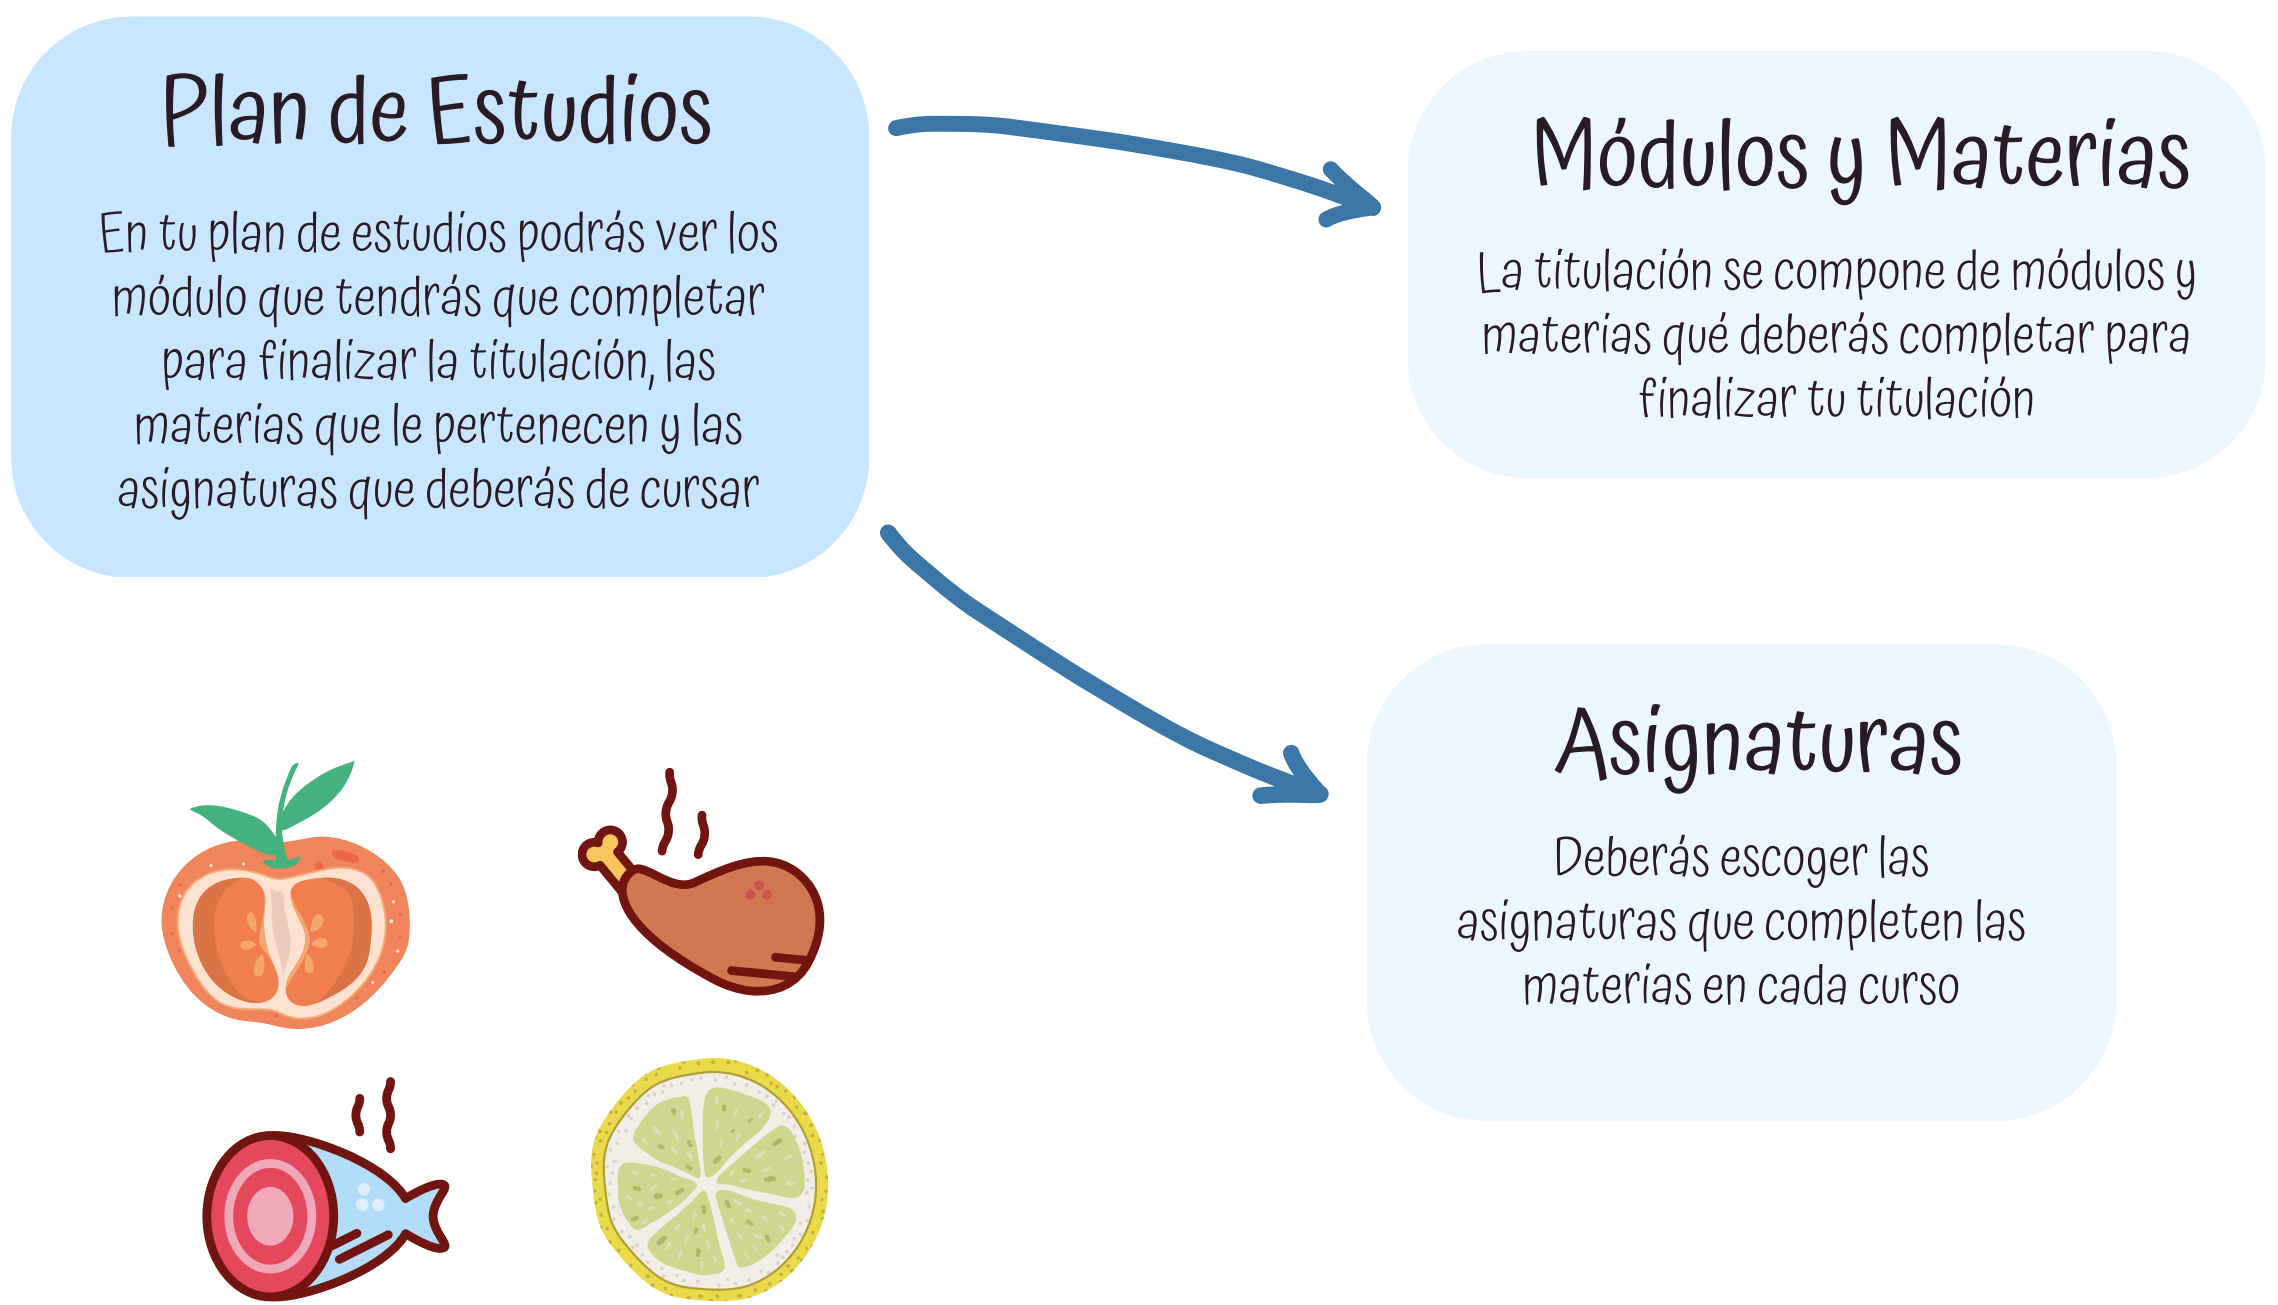 Plan de Estudios
En tu plan de estudios podrás ver los
módulo que tendrás que completar
para finalizar la titulación, las
materias que le pertenecen y las
asignaturas que deberás de cursar
Módulos y Materias
La titulación se compone de módulos y
materias qué deberás completar para
finalizar tu titulación
Asignaturas
Deberás escoger las
asignaturas que completen las
materias en cada curso